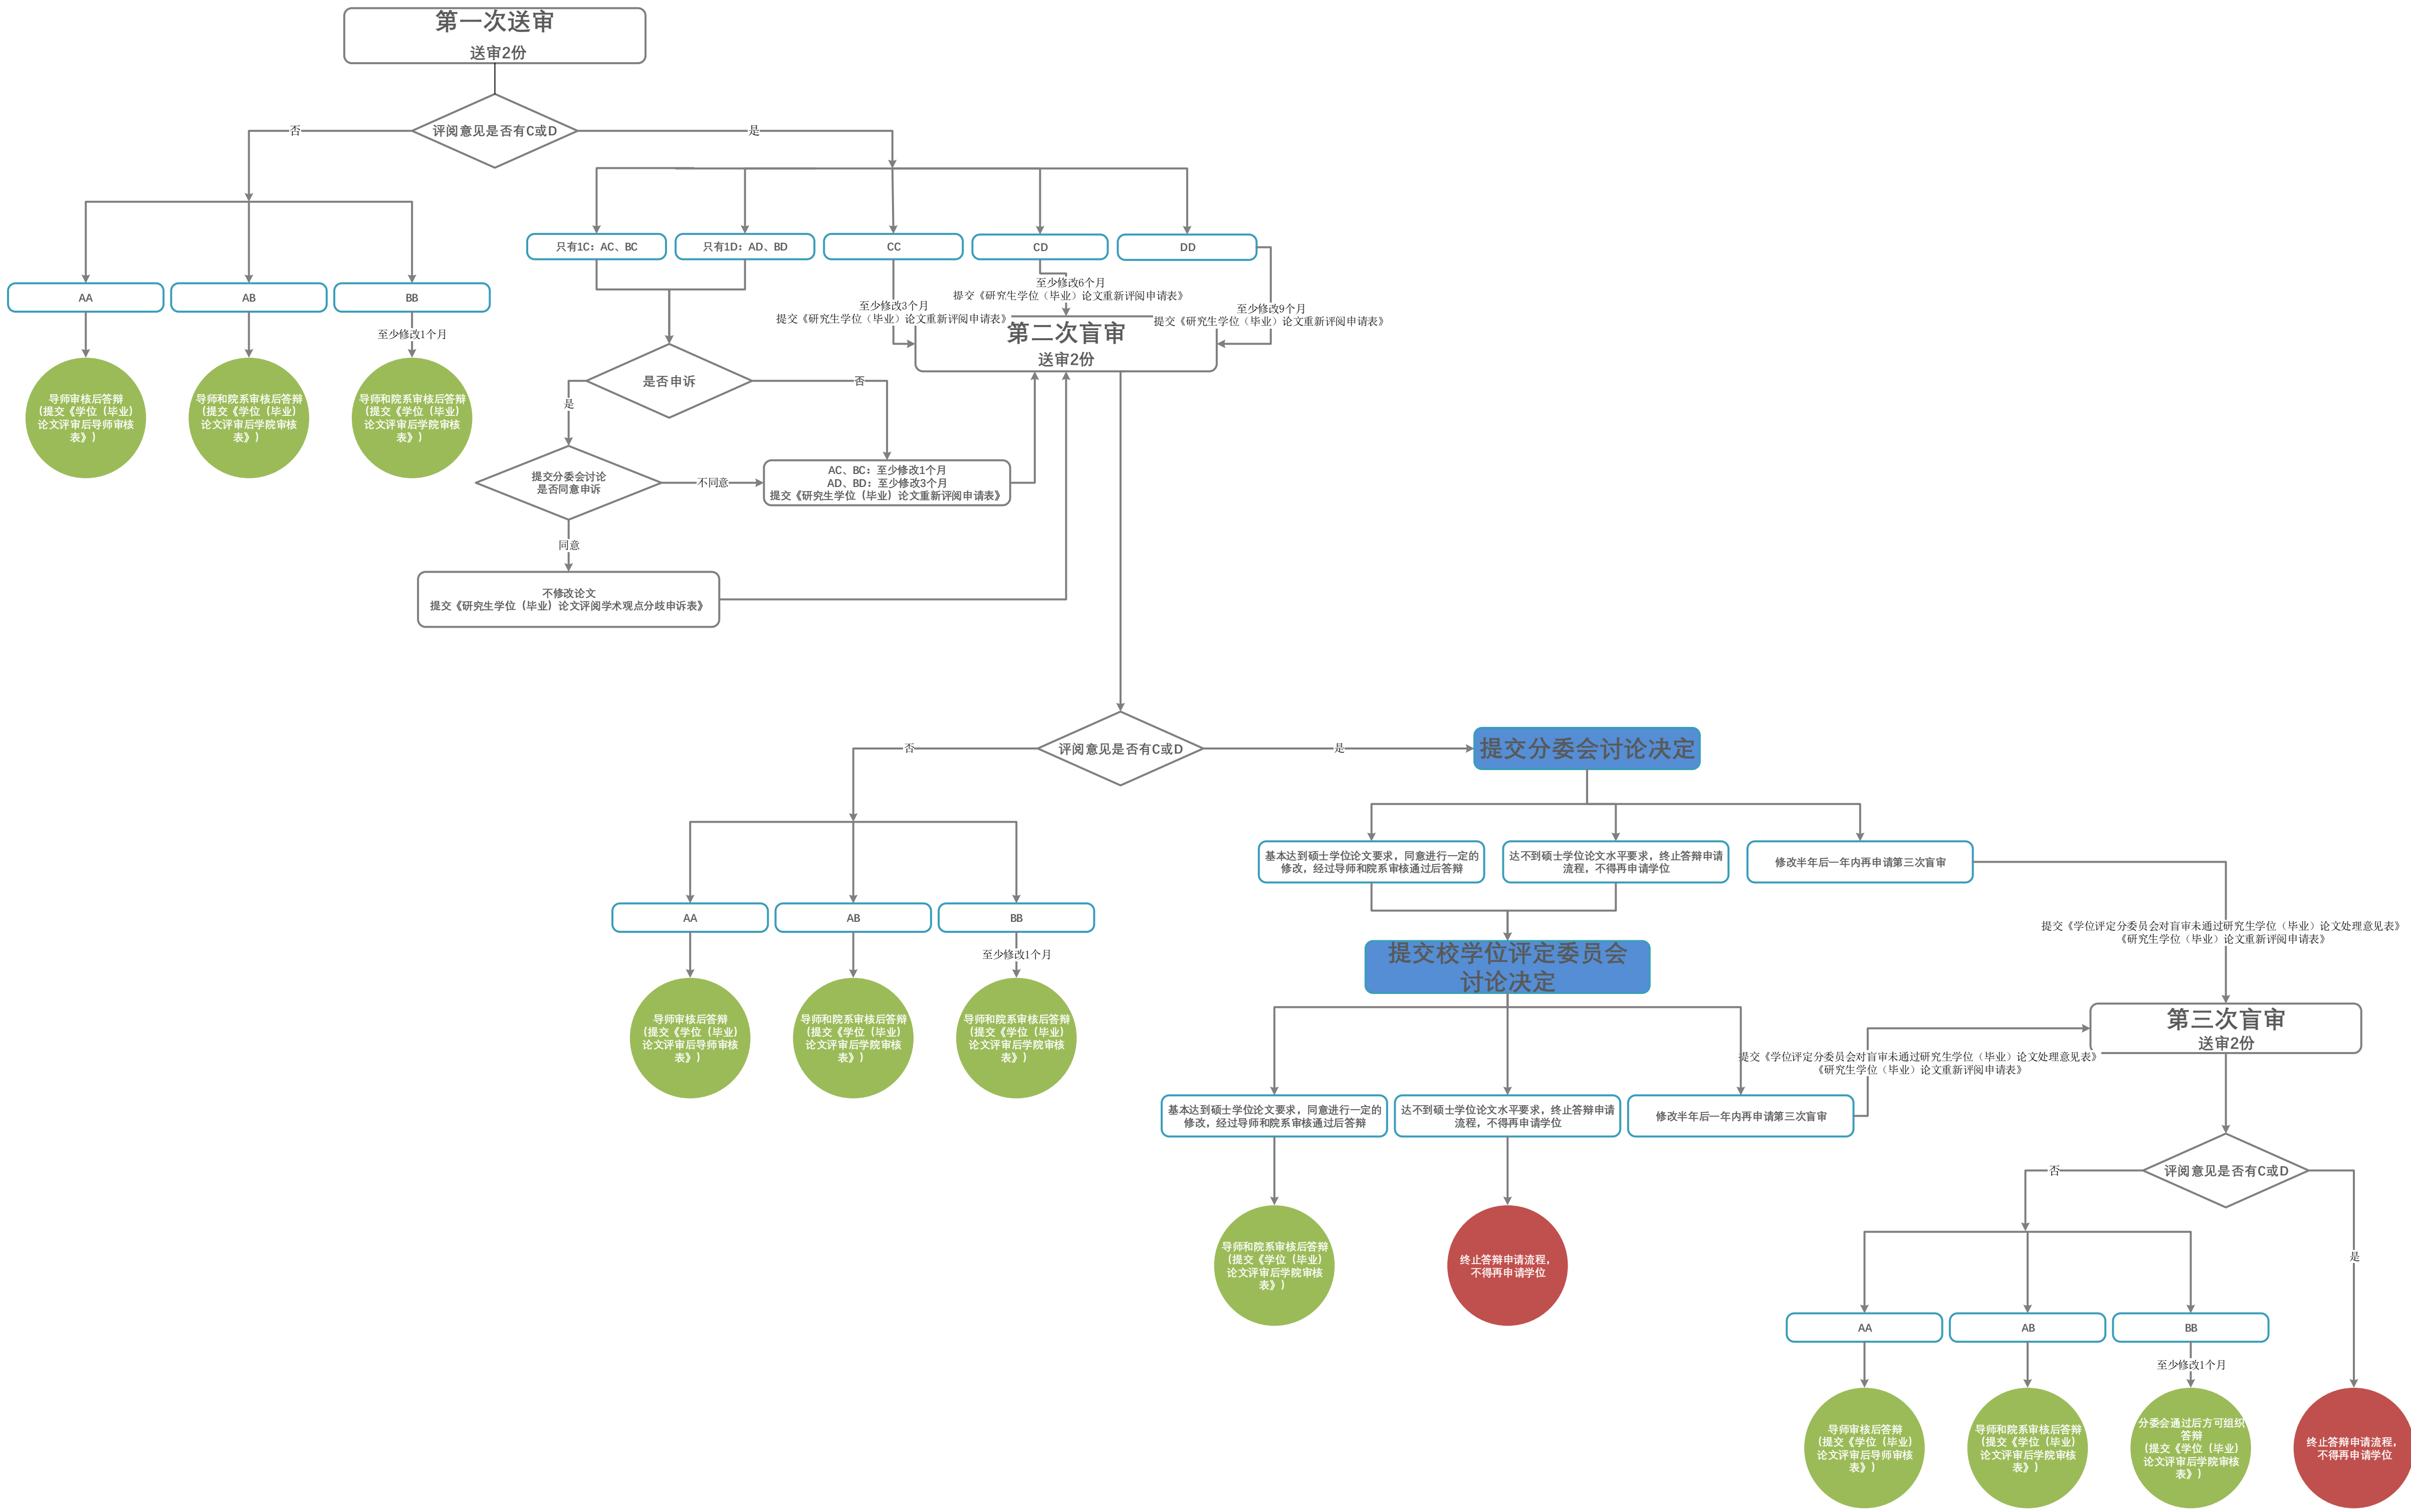 第一次送审
送审2份
评阅意见是否有C或D
否
是
只有1C：AC、BC
只有1D：AD、BD
CC
CD
DD
AA
AB
BB
至少修改1个月
至少修改3个月
提交《研究生学位（毕业）论文重新评阅申请表》
至少修改6个月
提交《研究生学位（毕业）论文重新评阅申请表》
至少修改9个月
提交《研究生学位（毕业）论文重新评阅申请表》
第二次盲审
送审2份
导师审核后答辩
（提交《学位（毕业）
论文评审后导师审核
表》）
导师和院系审核后答辩
（提交《学位（毕业）
论文评审后学院审核
表》）
导师和院系审核后答辩
（提交《学位（毕业）
论文评审后学院审核
表》）
是否申诉
是
否
提交分委会讨论
是否同意申诉
不同意
AC、BC：至少修改1个月
AD、BD：至少修改3个月
提交《研究生学位（毕业）论文重新评阅申请表》
同意
不修改论文
提交《研究生学位（毕业）论文评阅学术观点分歧申诉表》
评阅意见是否有C或D
否
是
提交分委会讨论决定
基本达到硕士学位论文要求，同意进行一定的
修改，经过导师和院系审核通过后答辩
达不到硕士学位论文水平要求，终止答辩申请
流程，不得再申请学位
修改半年后一年内再申请第三次盲审
AA
AB
BB
至少修改1个月
导师审核后答辩
（提交《学位（毕业）
论文评审后导师审核
表》）
导师和院系审核后答辩
（提交《学位（毕业）
论文评审后学院审核
表》）
导师和院系审核后答辩
（提交《学位（毕业）
论文评审后学院审核
表》）
提交校学位评定委员会
讨论决定
提交《学位评定分委员会对盲审未通过研究生学位（毕业）论文处理意见表》
《研究生学位（毕业）论文重新评阅申请表》
第三次盲审
送审2份
提交《学位评定分委员会对盲审未通过研究生学位（毕业）论文处理意见表》
《研究生学位（毕业）论文重新评阅申请表》
基本达到硕士学位论文要求，同意进行一定的
修改，经过导师和院系审核通过后答辩
达不到硕士学位论文水平要求，终止答辩申请
流程，不得再申请学位
修改半年后一年内再申请第三次盲审
导师和院系审核后答辩
（提交《学位（毕业）
论文评审后学院审核
表》）
终止答辩申请流程，
不得再申请学位
评阅意见是否有C或D
否
是
AA
AB
BB
至少修改1个月
导师审核后答辩
（提交《学位（毕业）
论文评审后导师审核
表》）
导师和院系审核后答辩
（提交《学位（毕业）
论文评审后学院审核
表》）
分委会通过后方可组织
答辩
（提交《学位（毕业）
论文评审后学院审核
表》）
终止答辩申请流程，
不得再申请学位